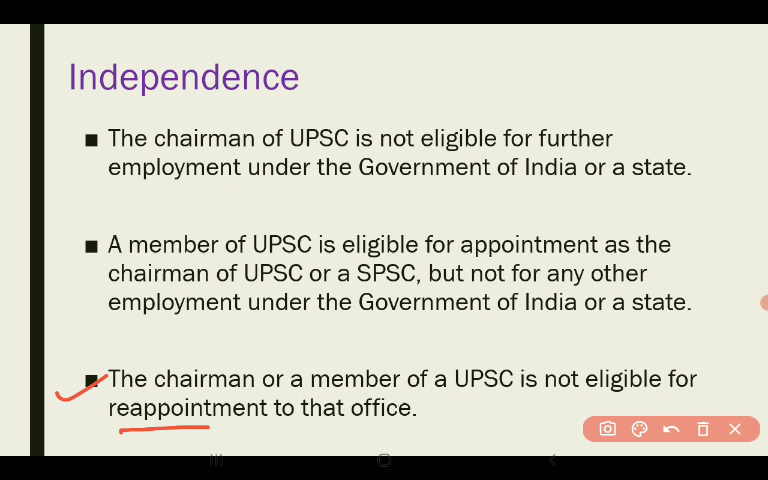 Independence
■ The chairman of UPSC is not eligible for further
employment under the Government of India or a state.
■ A member of UPSC is eligible for appointment as the
chairman of UPSC or a SPSC, but not for any other
employment under the Government of India or a state.
■ The chairman or a member of a UPSC is not eligible for
reappointment to that office.